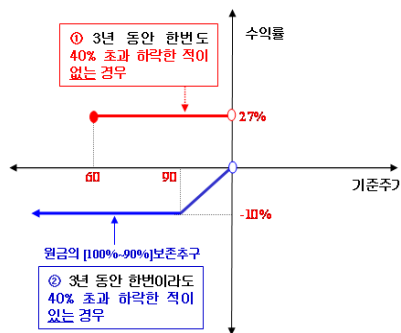 ① 3년 동안 한번도
40% 초과 하락한 적이
없는 경우
수익률
27%
60
90
기준주가
-10%
원금의 [100%~90%]보존추구
② 3년 동안 한번이라도
40% 초과 하락한 적이
있는 경우